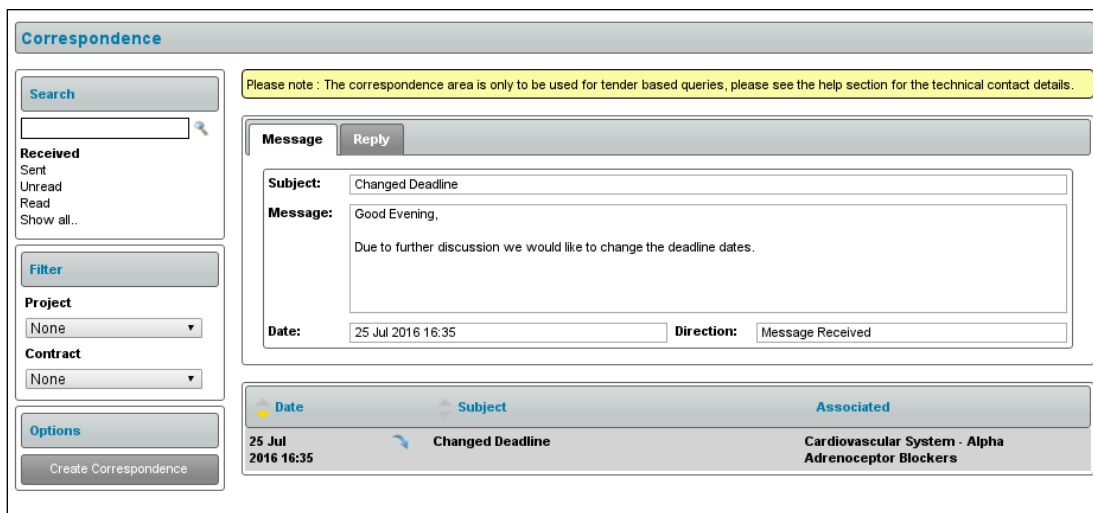 Correspondence
Search
Received
Sent
Unread
Read
Show all..
Filter
Project
None
Contract
None
Options
Create Correspondence
Please note : The correspondence area is only to be used for tender based queries, please see the help section for the technical contact details.
Message Reply
Subject: Changed Deadline
Message: Good Evening,
Due to further discussion we would like to change the deadline dates.
Date: 25 Jul 2016 16:35 Direction: Message Received
Date Subject Associated
25 Jul Changed Deadline Cardiovascular System - Alpha
2016 16:35 Adrenoceptor Blockers